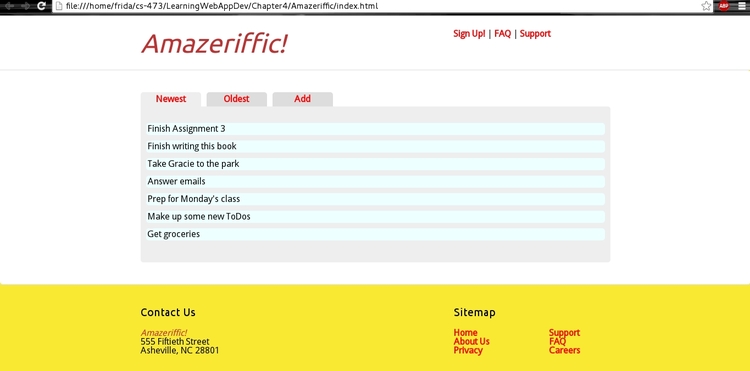 file:///home/frida/cs-473/LearningWebAppDev/Chapter4/Amazeriffic/index.html
ABP
Amazeriffic!
Sign Up! | FAQ | Support
Newest Oldest Add
Finish Assignment 3
Finish writing this book
Take Gracie to the park
Answer emails
Prep for Monday's class
Make up some new ToDos
Get groceries
Contact Us
Amazeriffic!
555 Fiftieth Street
Asheville, NC 28801
Sitemap
Home Support
About Us FAQ
Privacy Careers